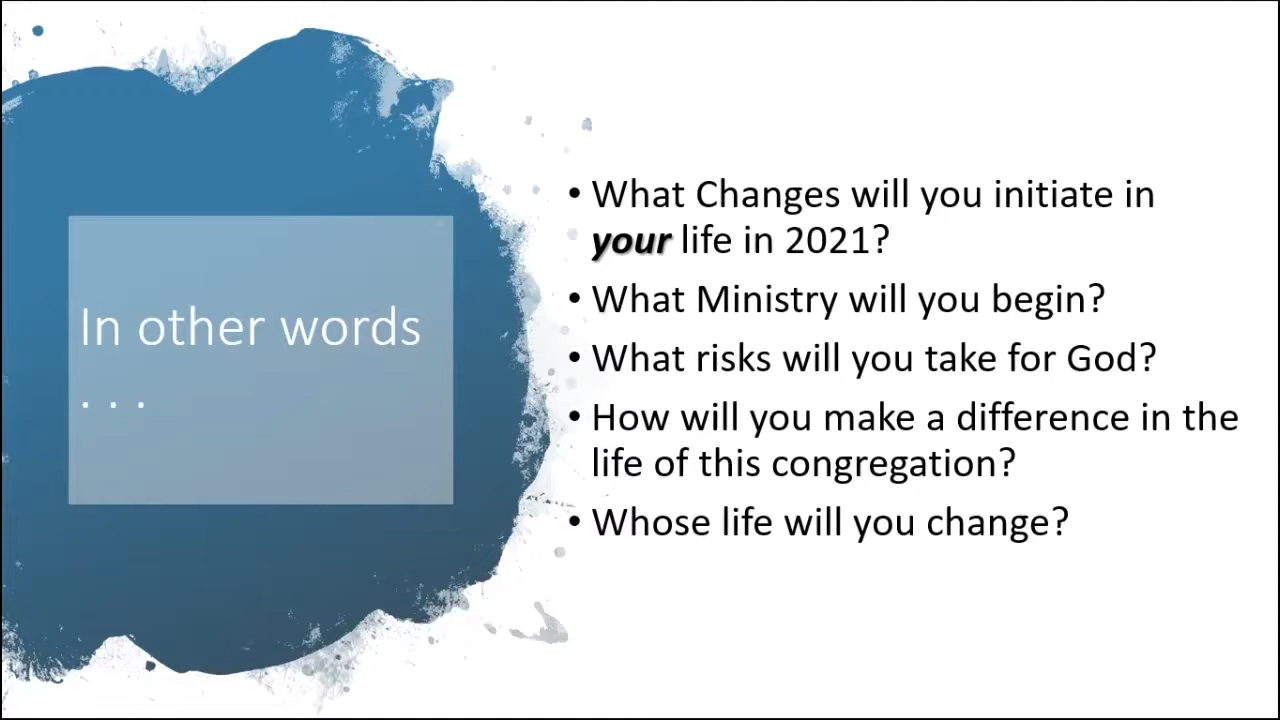 In other words
. . .
• What Changes will you initiate in
your life in 2021?
• What Ministry will you begin?
• What risks will you take for God?
• How will you make a difference in the
life of this congregation?
• Whose life will you change?